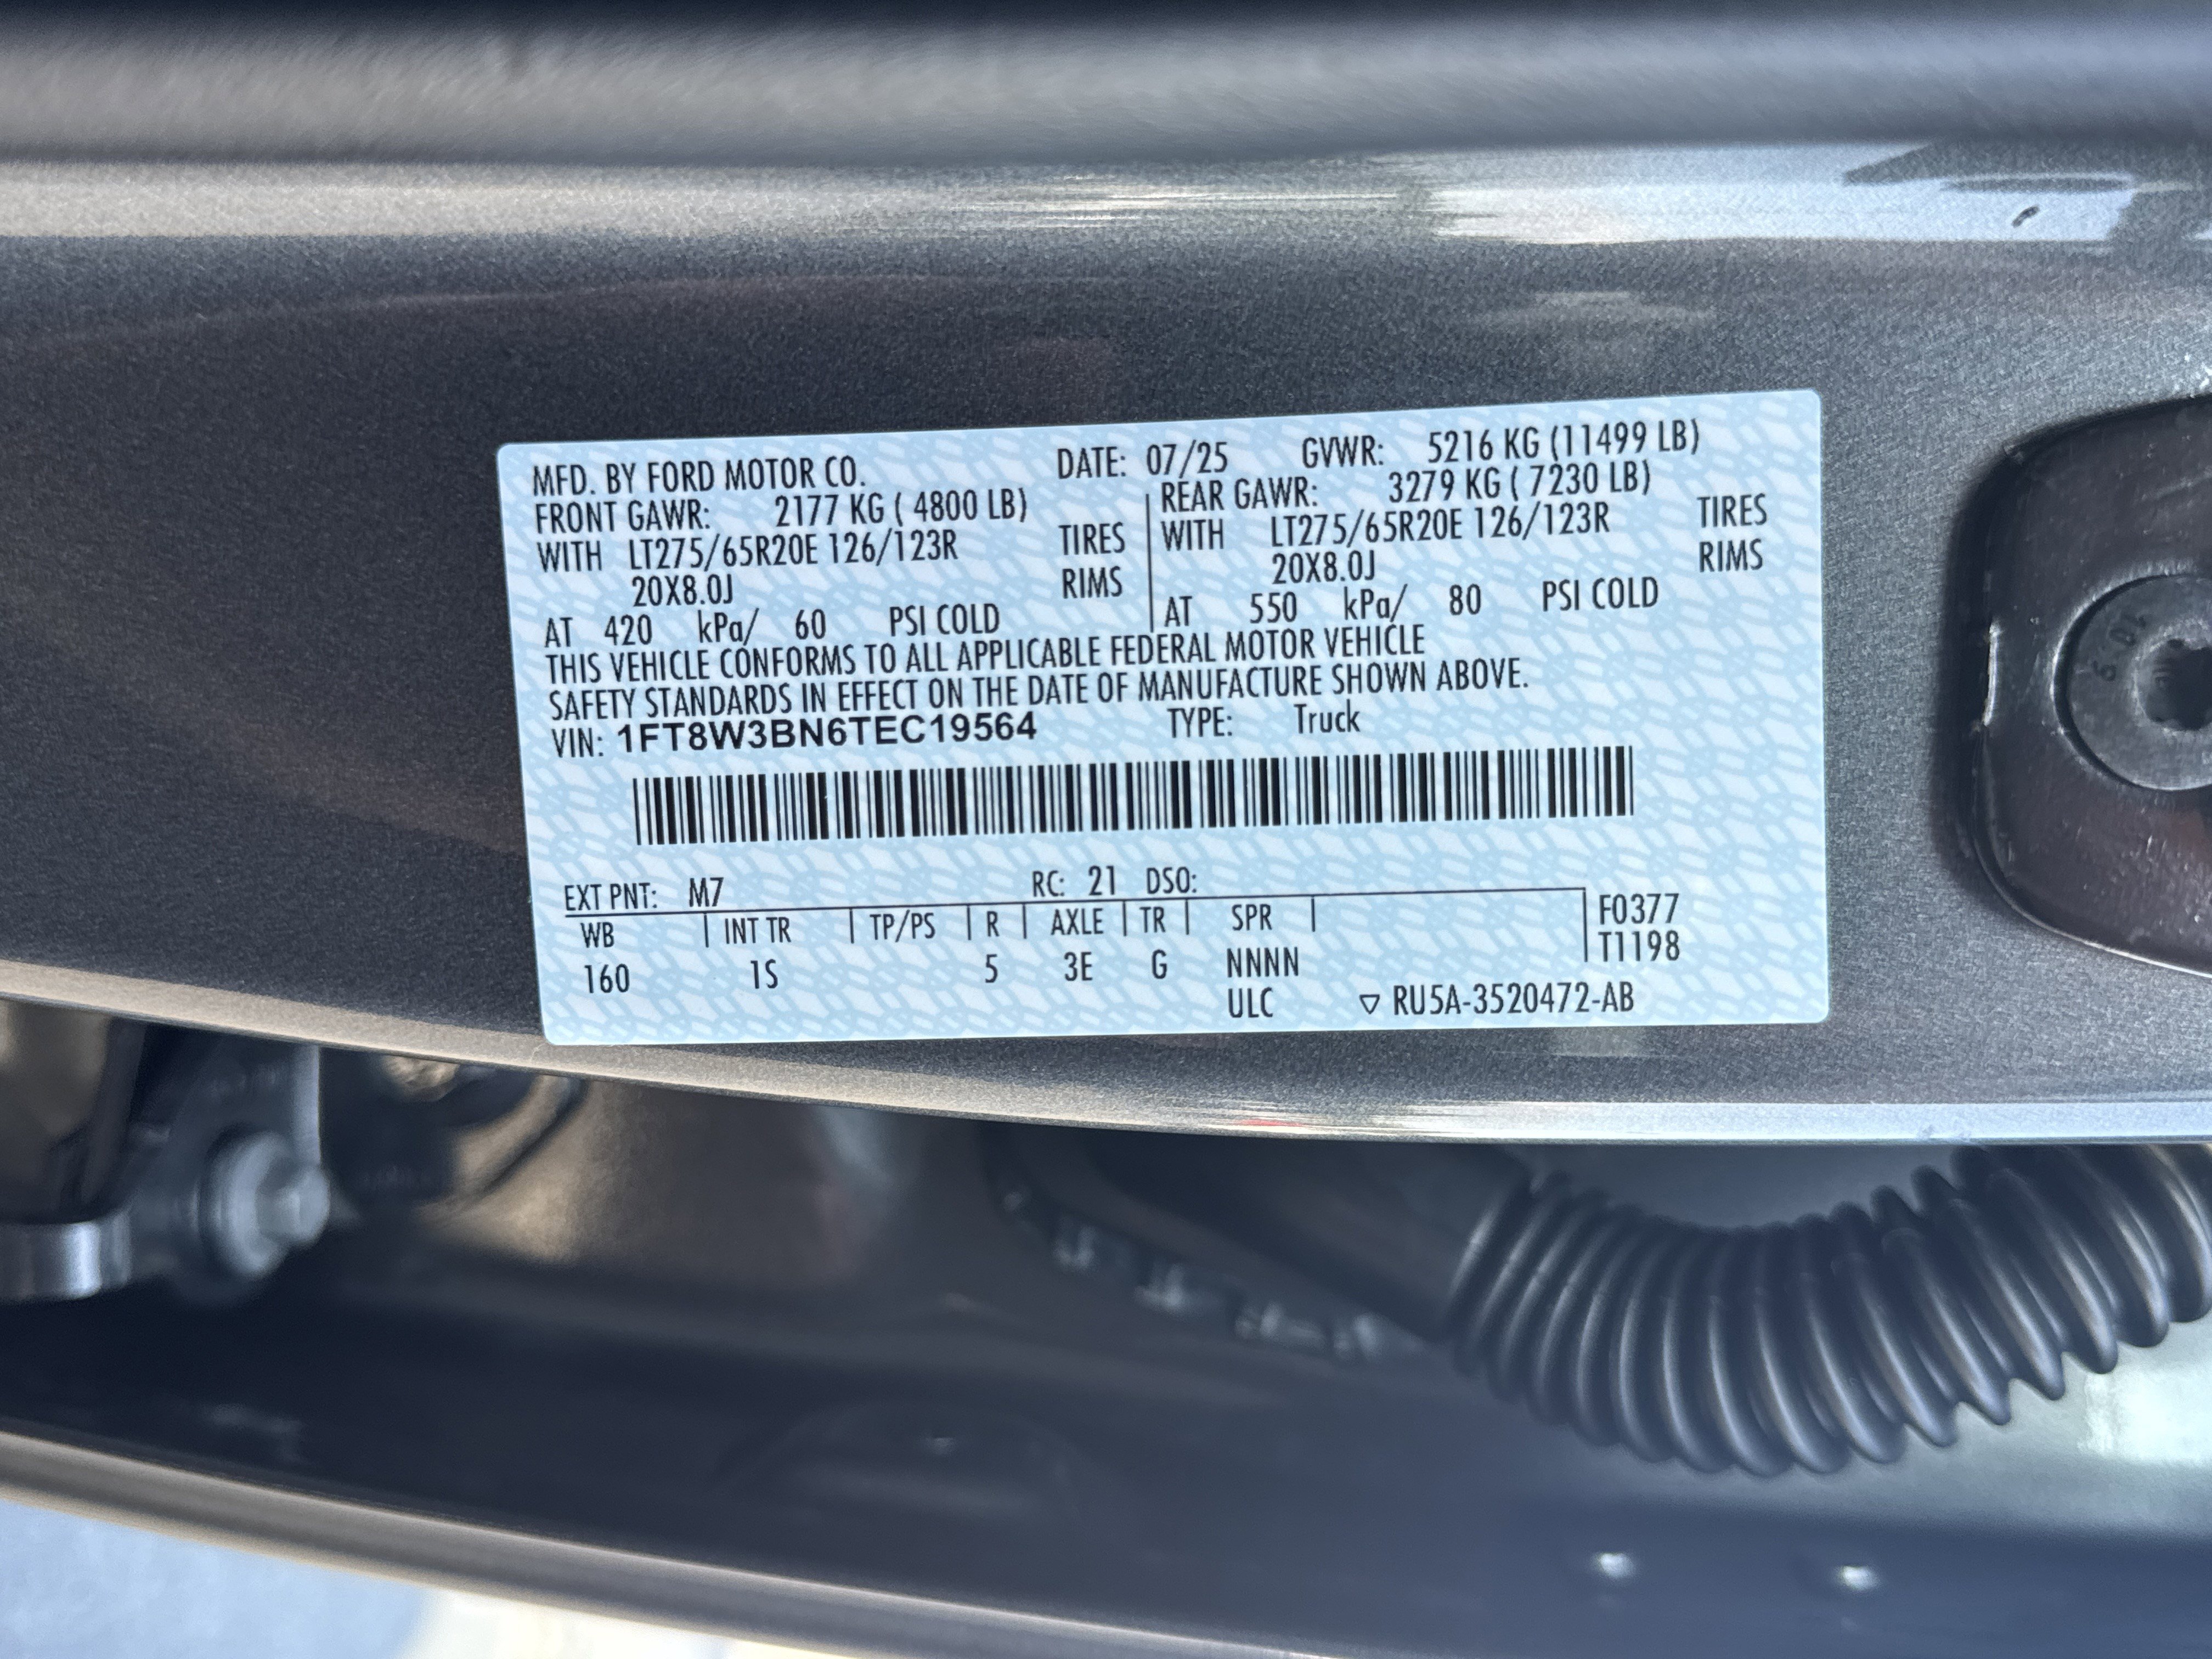 MFD. BY FORD MOTOR CO. DATE: 07/25 GVWR: 5216 KG (11499 LB)
FRONT GAWR: 2177 KG ( 4800 LB) REAR GAWR: 3279 KG ( 7230 LB)
WITH LT275/65R20E 126/123R TIRES WITH LT275/65R20E 126/123R TIRES
20X8.0J RIMS 20X8.0J RIMS
AT 420 kPa/ 60 PSI COLD AT 550 kPa/ 80 PSI COLD
THIS VEHICLE CONFORMS TO ALL APPLICABLE FEDERAL MOTOR VEHICLE
SAFETY STANDARDS IN EFFECT ON THE DATE OF MANUFACTURE SHOWN ABOVE.
VIN: 1FT8W3BN6TEC19564 TYPE: Truck
EXT PNT: M7 RC: 21 DSO:
WB INT TR TP/PS R AXLE TR SPR F0377
160 1S 5 3E G NNNN T1198
ULC ▽ RU5A-3520472-AB